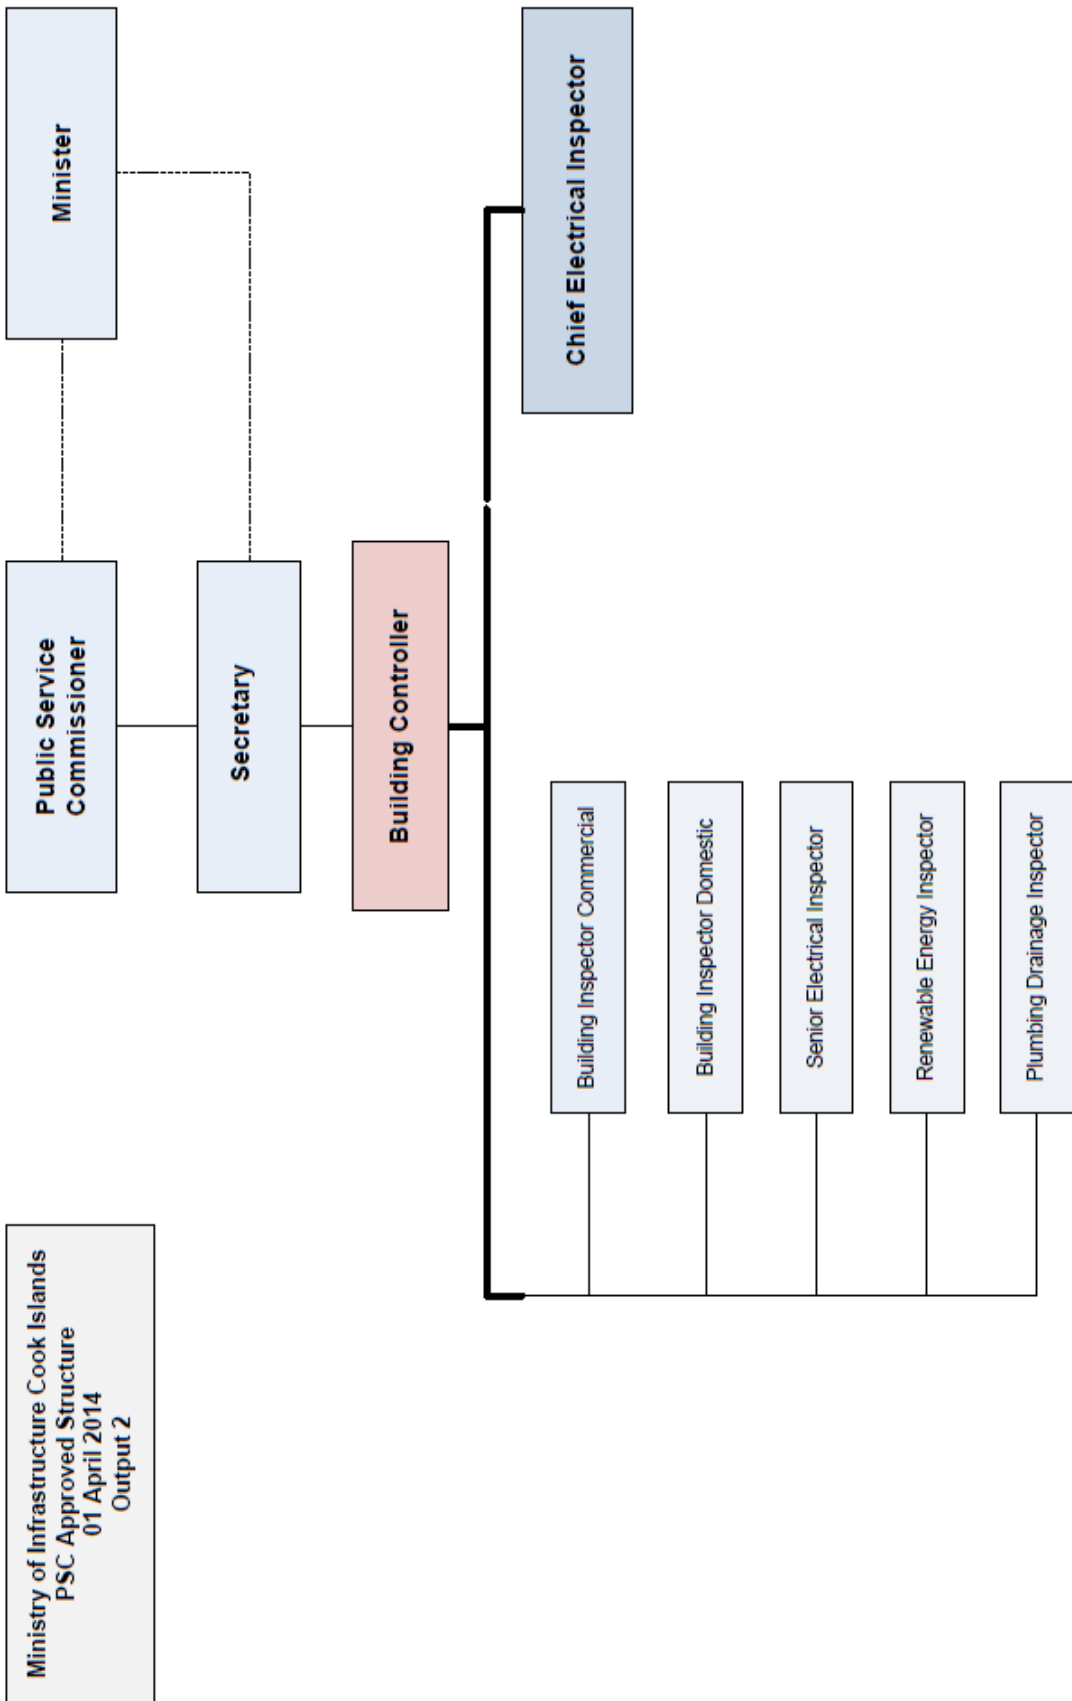 Ministry of Infrastructure Cook Islands
PSC Approved Structure
01 April 2014
Output 2
Public Service
Commissioner
Minister
Secretary
Building Controller
Chief Electrical Inspector
Building Inspector Commercial
Building Inspector Domestic
Senior Electrical Inspector
Renewable Energy Inspector
Plumbing Drainage Inspector